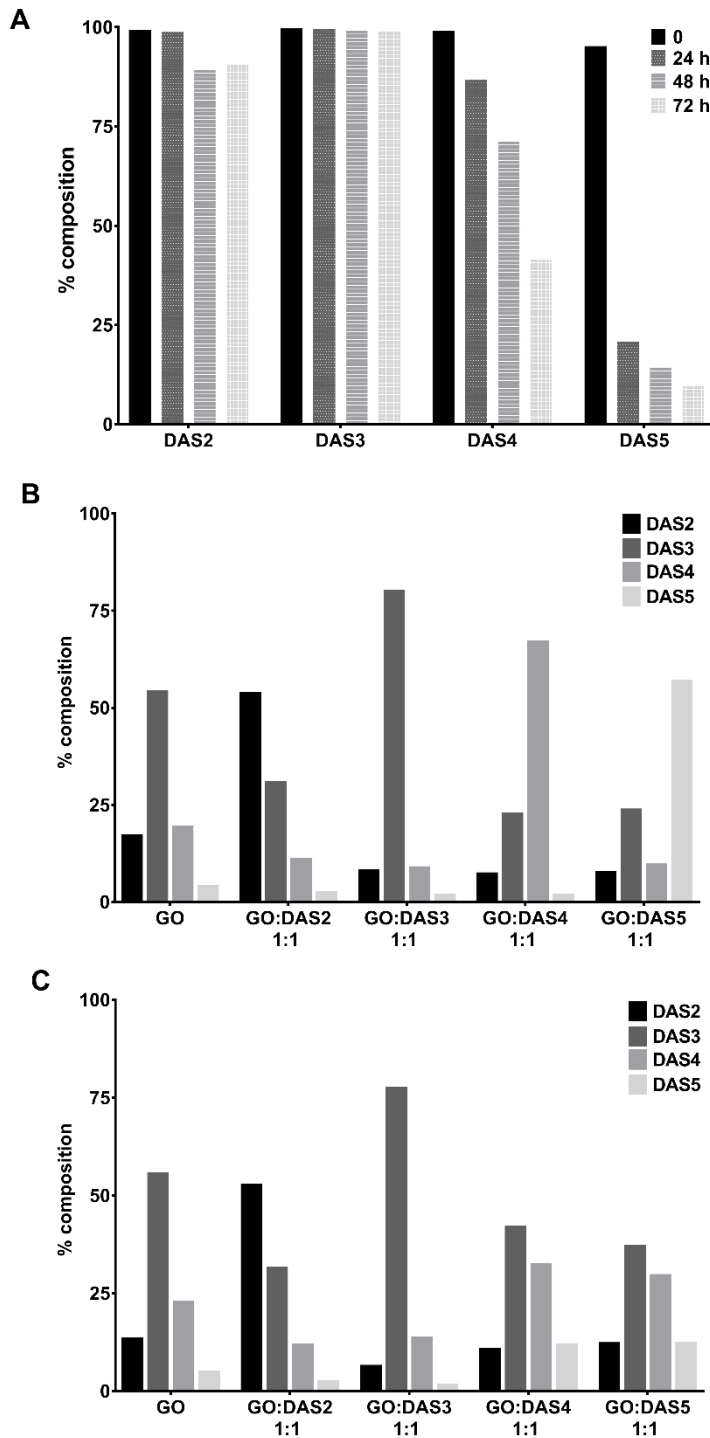 A
% composition
100
75
50
25
0
0
24 h
48 h
72 h
DAS2 DAS3 DAS4 DAS5
B
% composition
100
75
50
25
0
DAS2
DAS3
DAS4
DAS5
GO GO:DAS2 GO:DAS3 GO:DAS4 GO:DAS5
1:1 1:1 1:1 1:1
C
% composition
100
75
50
25
0
DAS2
DAS3
DAS4
DAS5
GO GO:DAS2 GO:DAS3 GO:DAS4 GO:DAS5
1:1 1:1 1:1 1:1